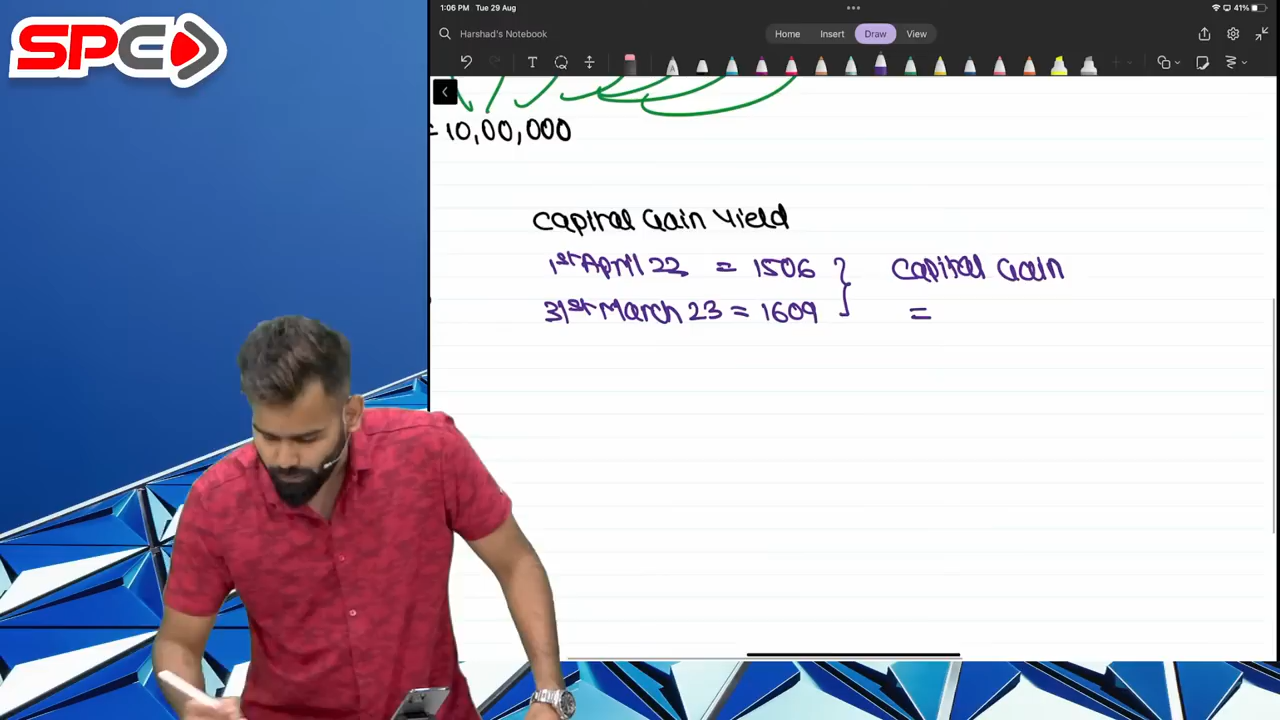 SPC
1:06 PM Tue 29 Aug
41%
Harshad's Notebook
Home Insert Draw View
= 10,00,000
Capital Gain Yield
1st April 22 = 1506
31st March 23 = 1609
Capital Gain
=